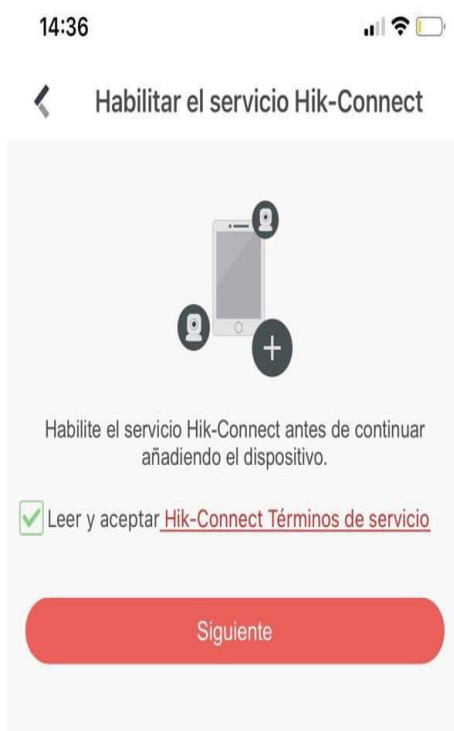 14:36
Habilitar el servicio Hik-Connect
Habilite el servicio Hik-Connect antes de continuar
añadiendo el dispositivo.
Leer y aceptar Hik-Connect Términos de servicio
Siguiente